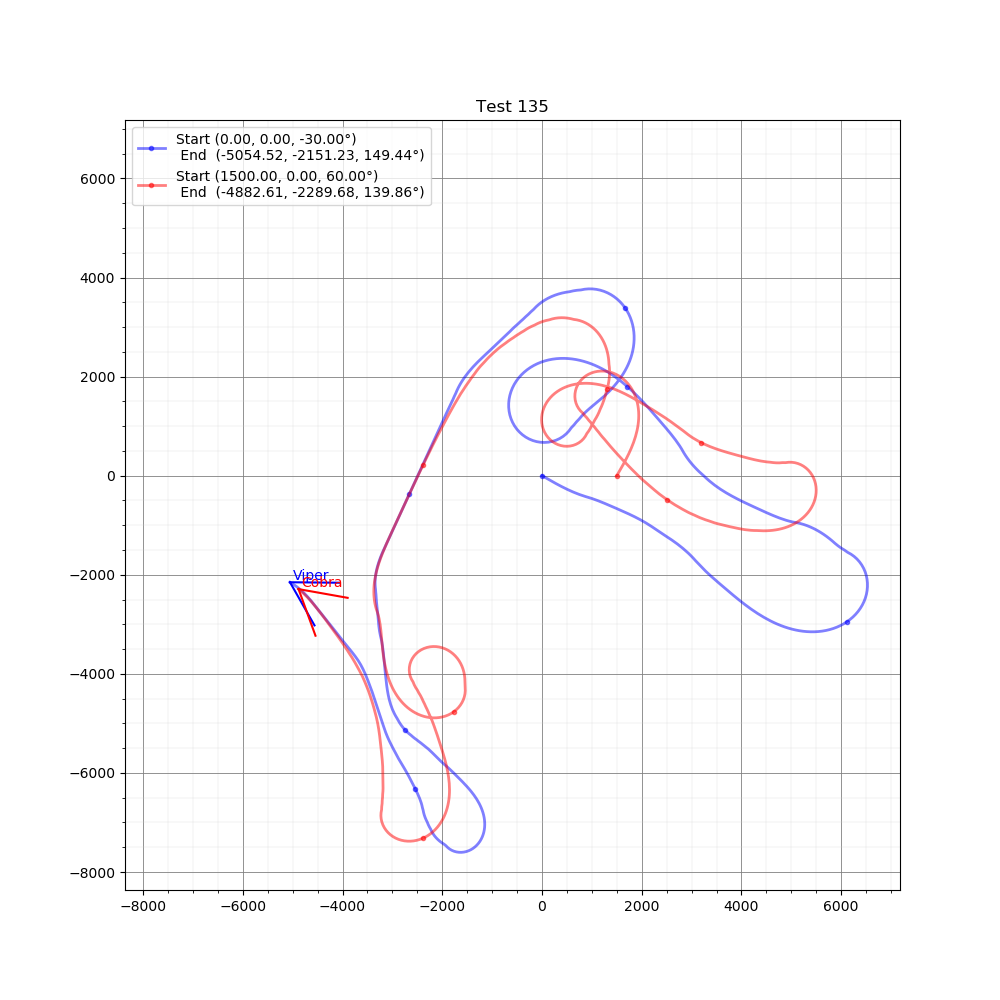 Test 135
Start (0.00, 0.00, -30.00°)
End (-5054.52, -2151.23, 149.44°)
Start (1500.00, 0.00, 60.00°)
End (-4882.61, -2289.68, 139.86°)
6000
4000
2000
0
−2000
−4000
−6000
−8000
Viper
Cobra
−8000 −6000 −4000 −2000 0 2000 4000 6000